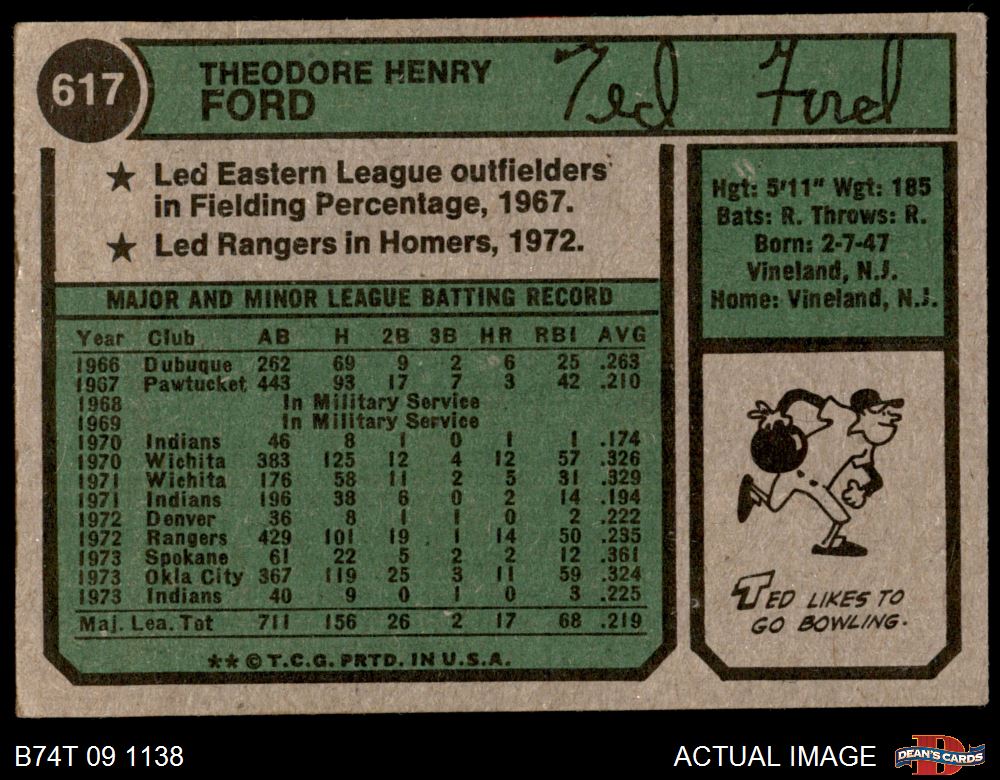 617
THEODORE HENRY
FORD
Ted Ford
★ Led Eastern League outfielders
in Fielding Percentage, 1967.
★ Led Rangers in Homers, 1972.
Hgt: 5'11" Wgt: 185
Bats: R. Throws: R.
Born: 2-7-47
Vineland, N.J.
Home: Vineland, N.J.
MAJOR AND MINOR LEAGUE BATTING RECORD
Year Club AB H 2B 3B HR RBI AVG
1966 Dubuque 262 69 9 2 6 25 .263
1967 Pawtucket 443 93 17 7 3 42 .210
1968 In Military Service
1969 In Military Service
1970 Indians 46 8 1 0 1 1 .174
1970 Wichita 383 125 12 4 12 57 .326
1971 Wichita 176 58 11 2 5 31 .329
1971 Indians 196 38 6 0 2 14 .194
1972 Denver 36 8 1 1 0 2 .222
1972 Rangers 429 101 19 1 14 50 .235
1973 Spokane 61 22 5 2 2 12 .361
1973 Okla City 367 119 25 3 11 59 .324
1973 Indians 40 9 0 1 0 3 .225
Maj. Lea. Tot 711 156 26 2 17 68 .219
** © T.C.G. PRTD. IN U.S.A.
TED LIKES TO
GO BOWLING.
B74T 09 1138
ACTUAL IMAGE
D
DEAN'S CARDS